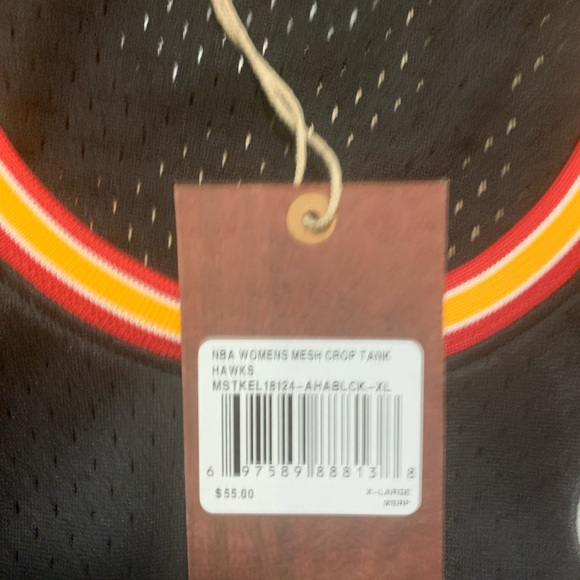 NBA WOMENS MESH CROP TANK
HAWKS
MSTKEL18124-AHABLCK-XL
6 97589 88813 8
$55.00
X-LARGE
MSRP